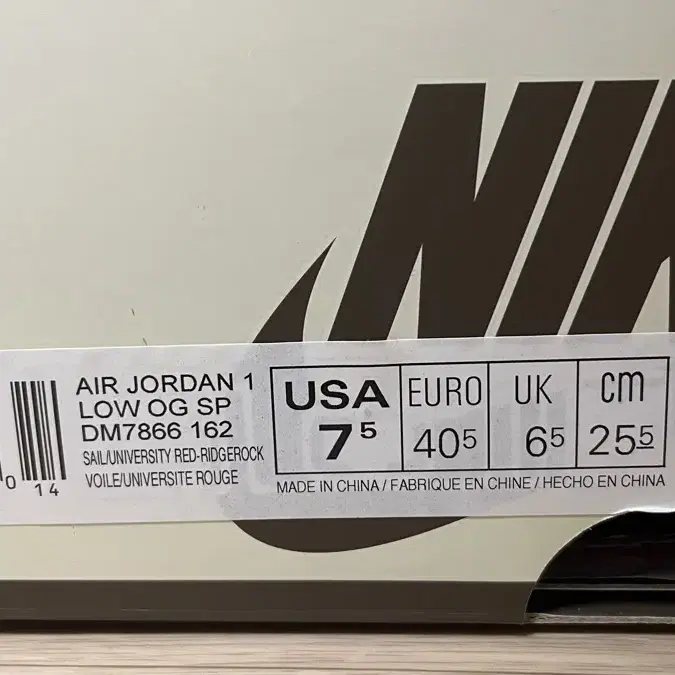 NIK
AIR JORDAN 1
LOW OG SP
DM7866 162
SAIL/UNIVERSITY RED-RIDGEROCK
VOILE/UNIVERSITE ROUGE
0 14
USA EURO UK cm
7⁵ 40⁵ 6⁵ 25⁵
MADE IN CHINA / FABRIQUE EN CHINE / HECHO EN CHINA